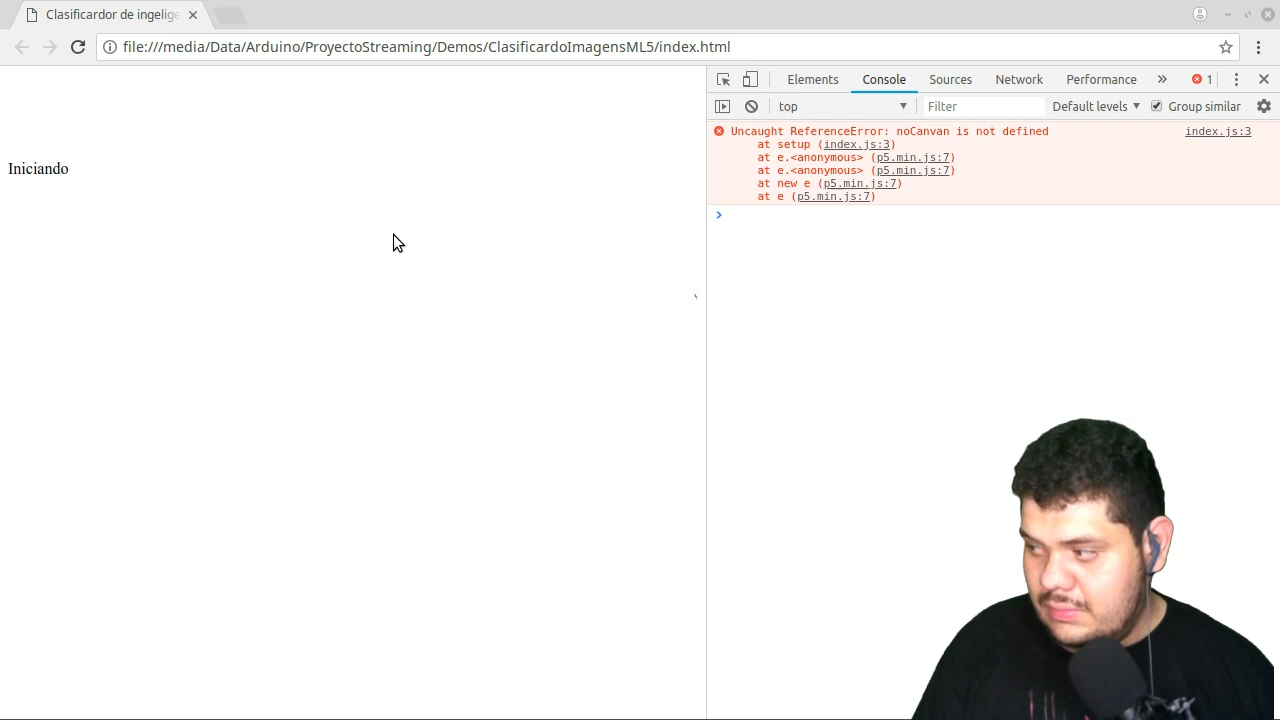 Clasificardor de ingelige
file:///media/Data/Arduino/ProyectoStreaming/Demos/ClasificardoImagensML5/index.html
Elements Console Sources Network Performance » 1
top Filter Default levels Group similar
Uncaught ReferenceError: noCanvan is not defined index.js:3
at setup (index.js:3)
at e.<anonymous> (p5.min.js:7)
at e.<anonymous> (p5.min.js:7)
at new e (p5.min.js:7)
at e (p5.min.js:7)
Iniciando